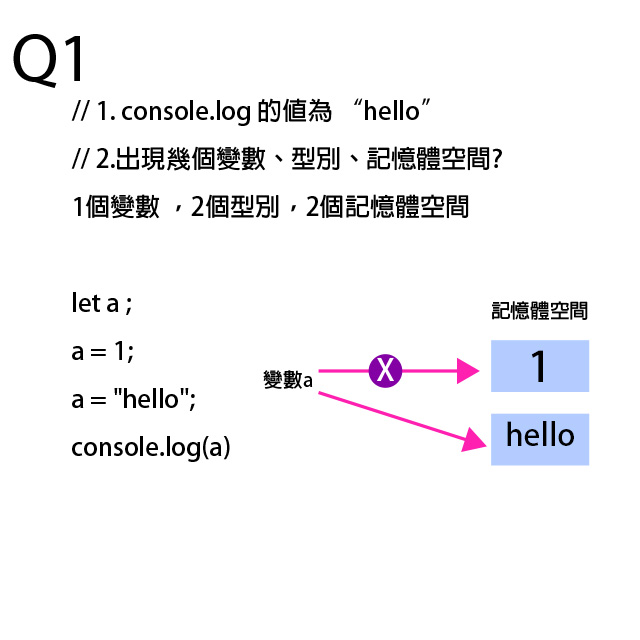 Q1
// 1. console.log 的值為 “hello”
// 2.出現幾個變數、型別、記憶體空間?
1個變數 ，2個型別，2個記憶體空間
let a ;
a = 1;
a = "hello";
console.log(a)
變數a
X
記憶體空間
1
hello